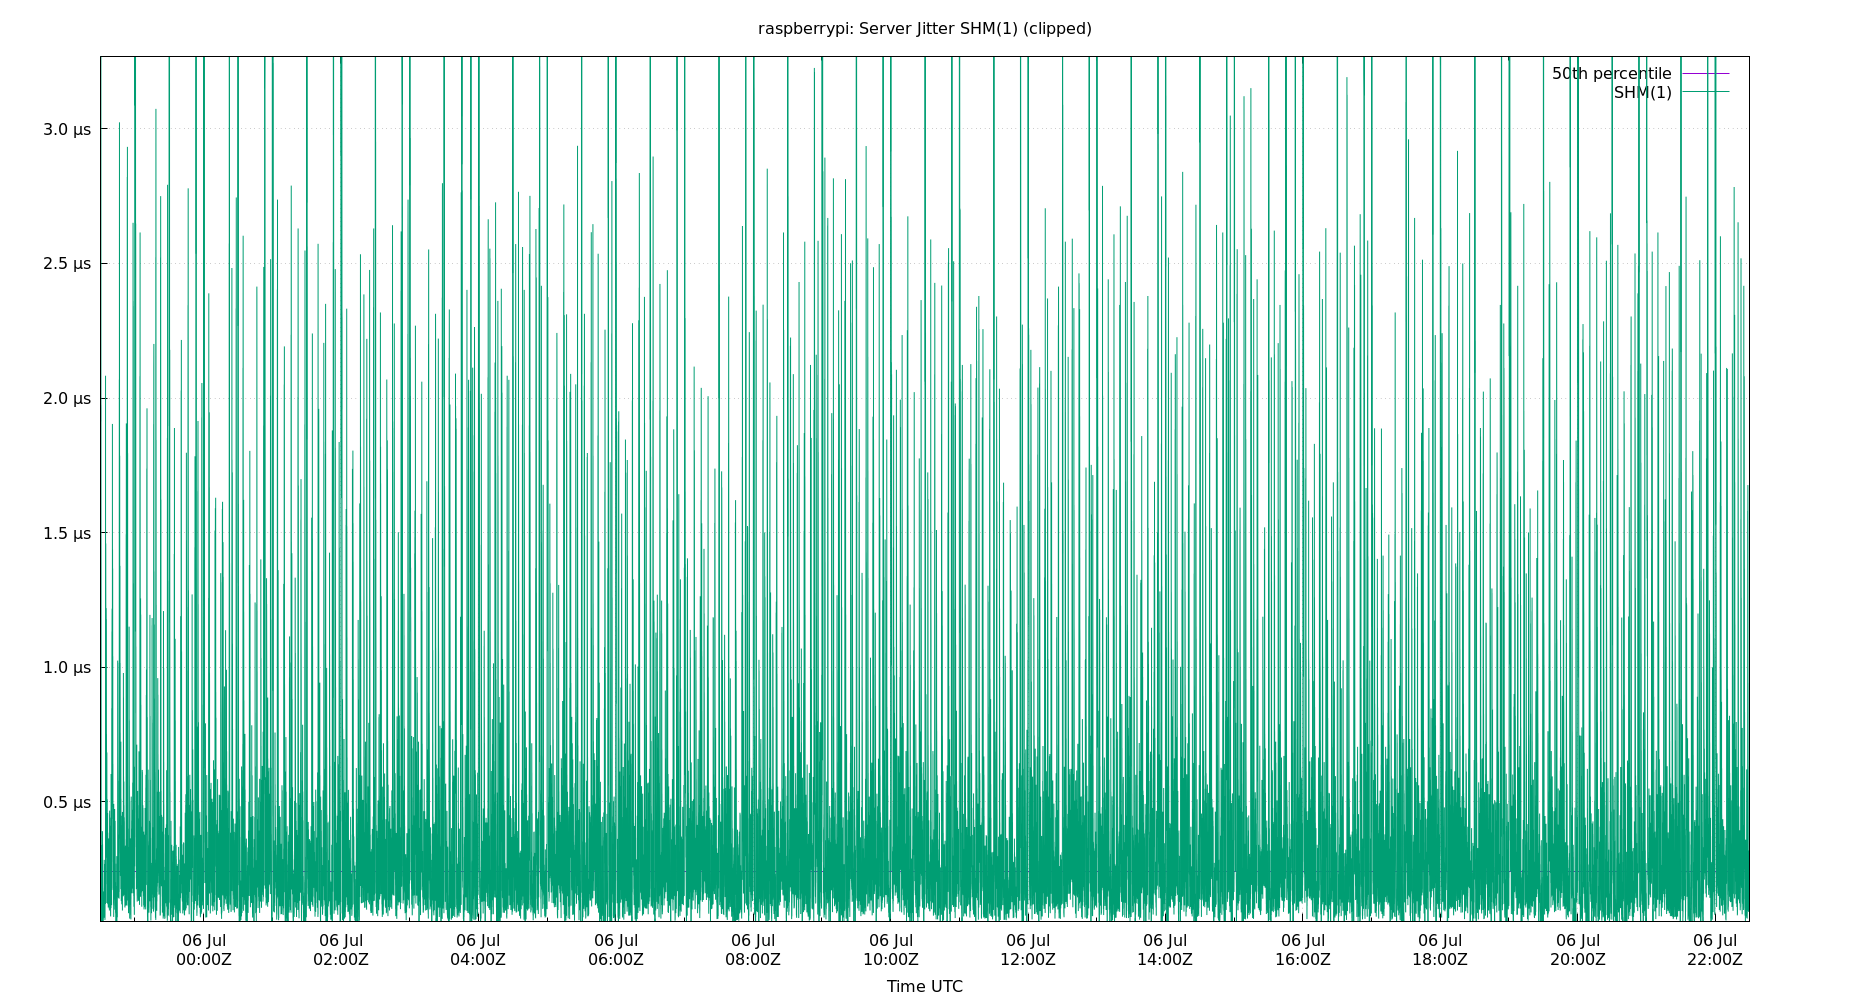 raspberrypi: Server Jitter SHM(1) (clipped)
50th percentile
SHM(1)
3.0 µs
2.5 µs
2.0 µs
1.5 µs
1.0 µs
0.5 µs
06 Jul 06 Jul 06 Jul 06 Jul 06 Jul 06 Jul 06 Jul 06 Jul 06 Jul 06 Jul 06 Jul 06 Jul
00:00Z 02:00Z 04:00Z 06:00Z 08:00Z 10:00Z 12:00Z 14:00Z 16:00Z 18:00Z 20:00Z 22:00Z
Time UTC